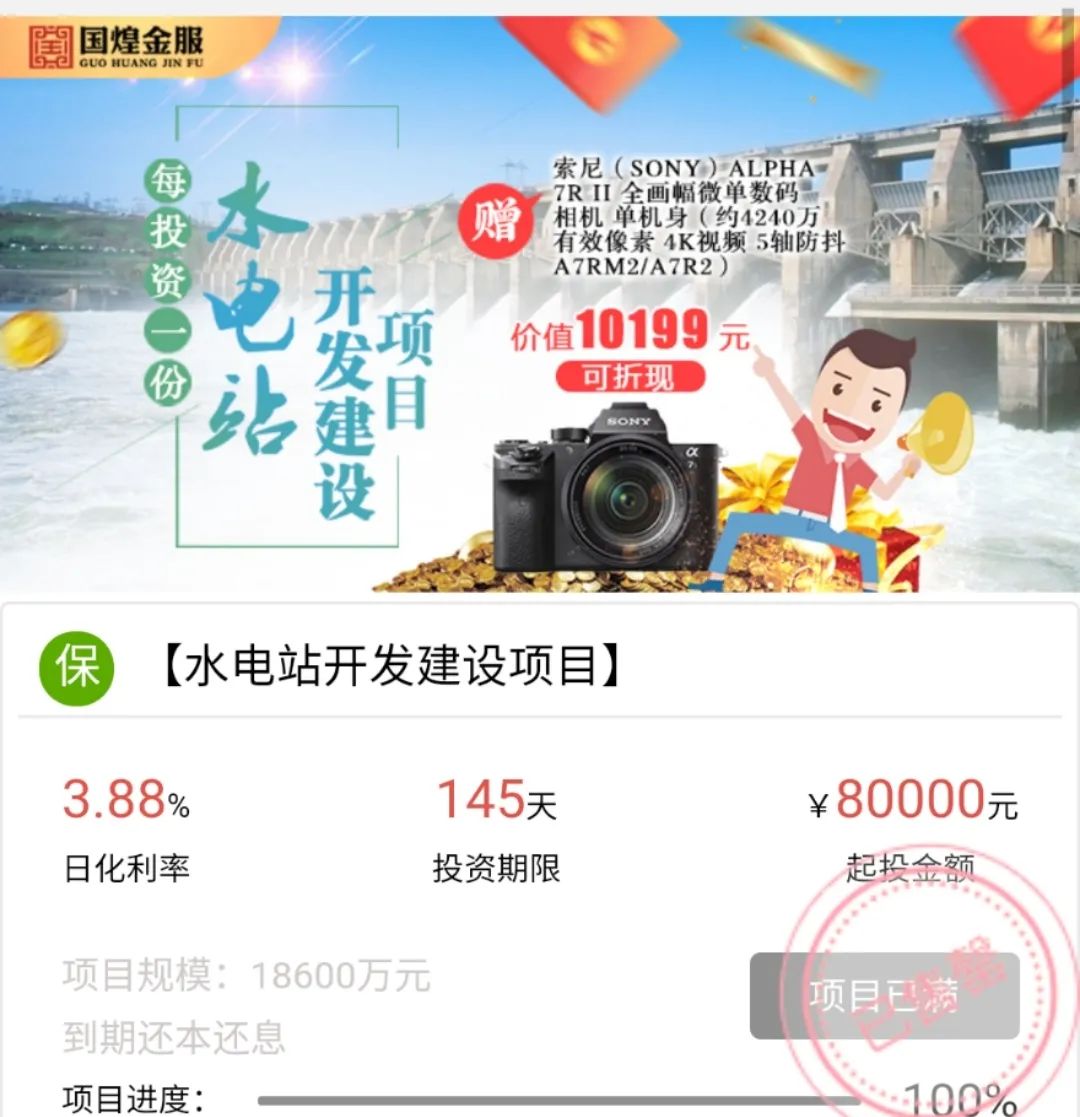 国煌金服
GUO HUANG JIN FU
每投资一份
水电站
开发建设
项目
赠
索尼（SONY）ALPHA
7R II 全画幅微单数码
相机 单机身（约4240万
有效像素 4K视频 5轴防抖
A7RM2/A7R2）
价值10199元
可折现
SONY
α
7
保
【水电站开发建设项目】
3.88%
145天
￥80000元
日化利率
投资期限
起投金额
项目规模：18600万元
项目已满
已售罄
到期还本还息
项目进度：
100%